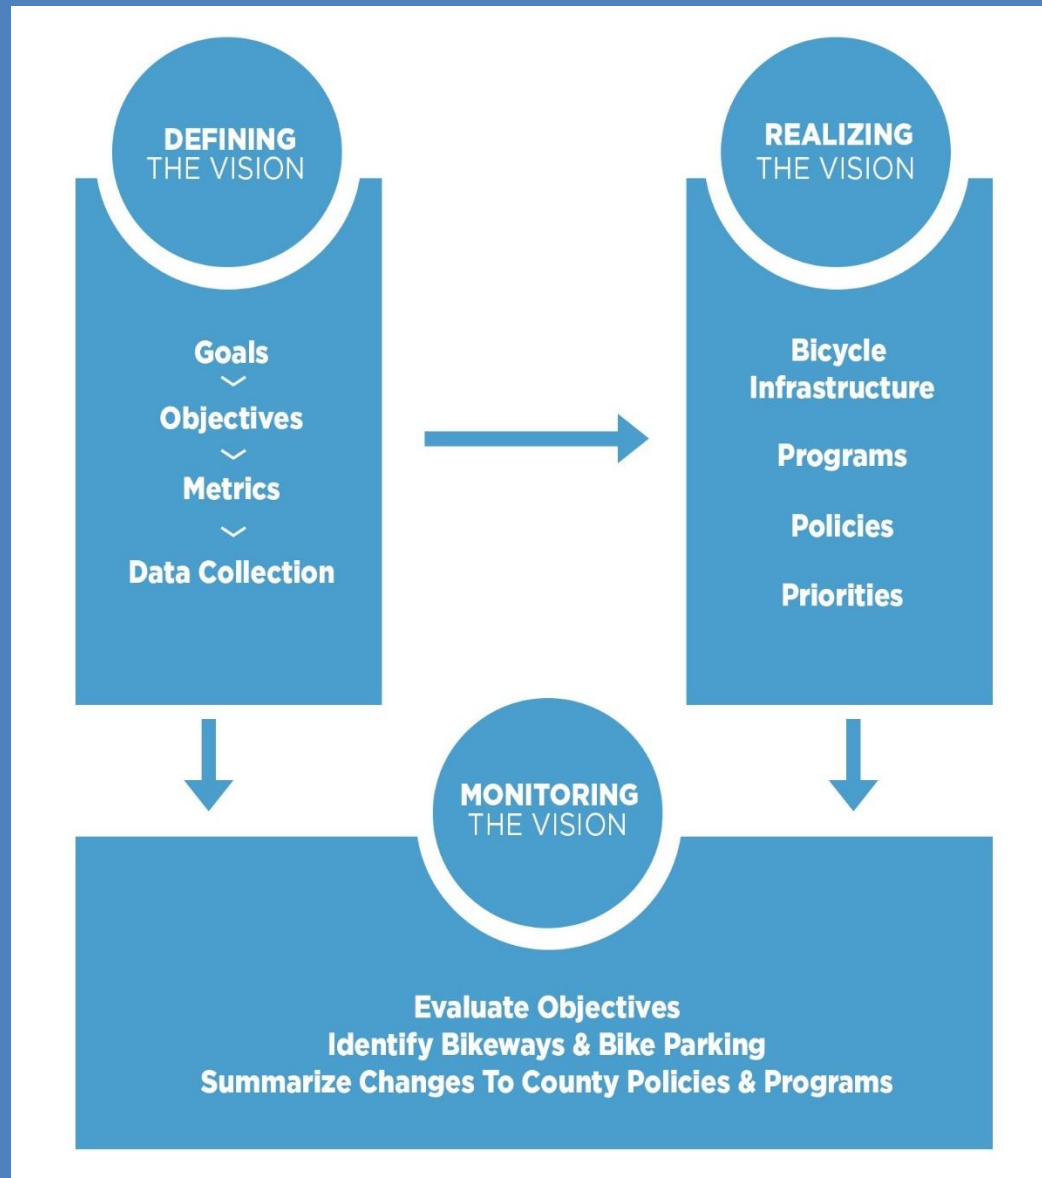 DEFINING
THE VISION
Goals
Objectives
Metrics
Data Collection
REALIZING
THE VISION
Bicycle
Infrastructure
Programs
Policies
Priorities
MONITORING
THE VISION
Evaluate Objectives
Identify Bikeways & Bike Parking
Summarize Changes To County Policies & Programs